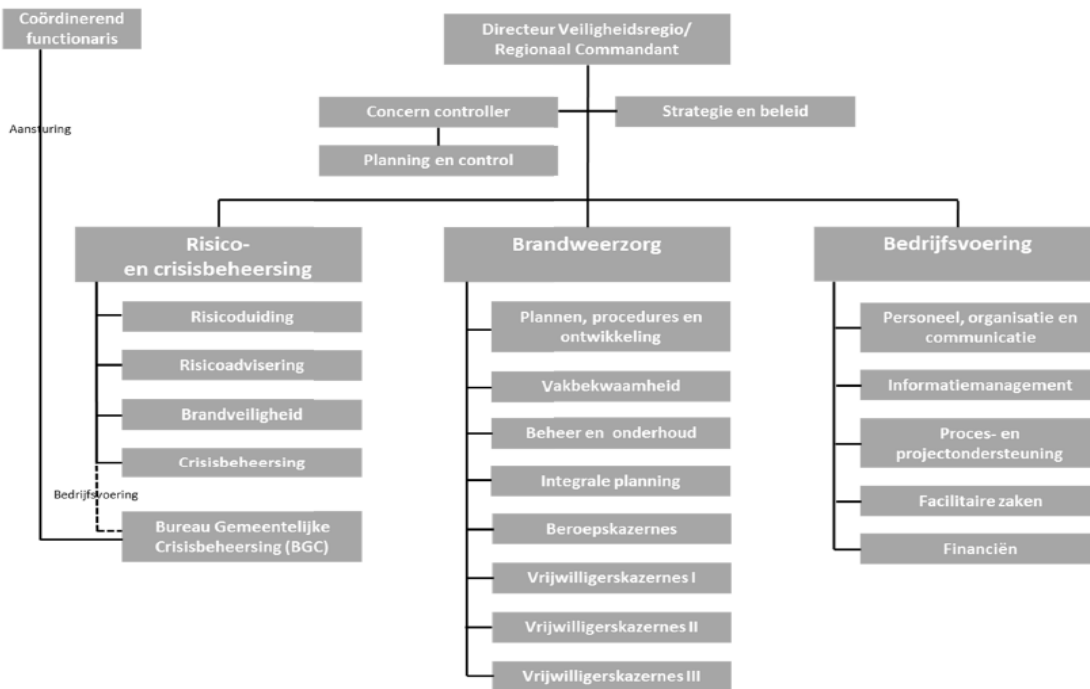 Coördinerend
functionaris
Directeur Veiligheidsregio/
Regionaal Commandant
Concern controller
Strategie en beleid
Aansturing
Planning en control
Risico-
en crisisbeheersing
Risicoduiding
Risicoadvisering
Brandveiligheid
Crisisbeheersing
Bedrijfsvoering
Bureau Gemeentelijke
Crisisbeheersing (BGC)
Brandweerzorg
Plannen, procedures en
ontwikkeling
Vakbekwaamheid
Beheer en onderhoud
Integrale planning
Beroepskazernes
Vrijwilligerskazernes I
Vrijwilligerskazernes II
Vrijwilligerskazernes III
Bedrijfsvoering
Personeel, organisatie en
communicatie
Informatiemanagement
Proces- en
projectondersteuning
Facilitaire zaken
Financiën